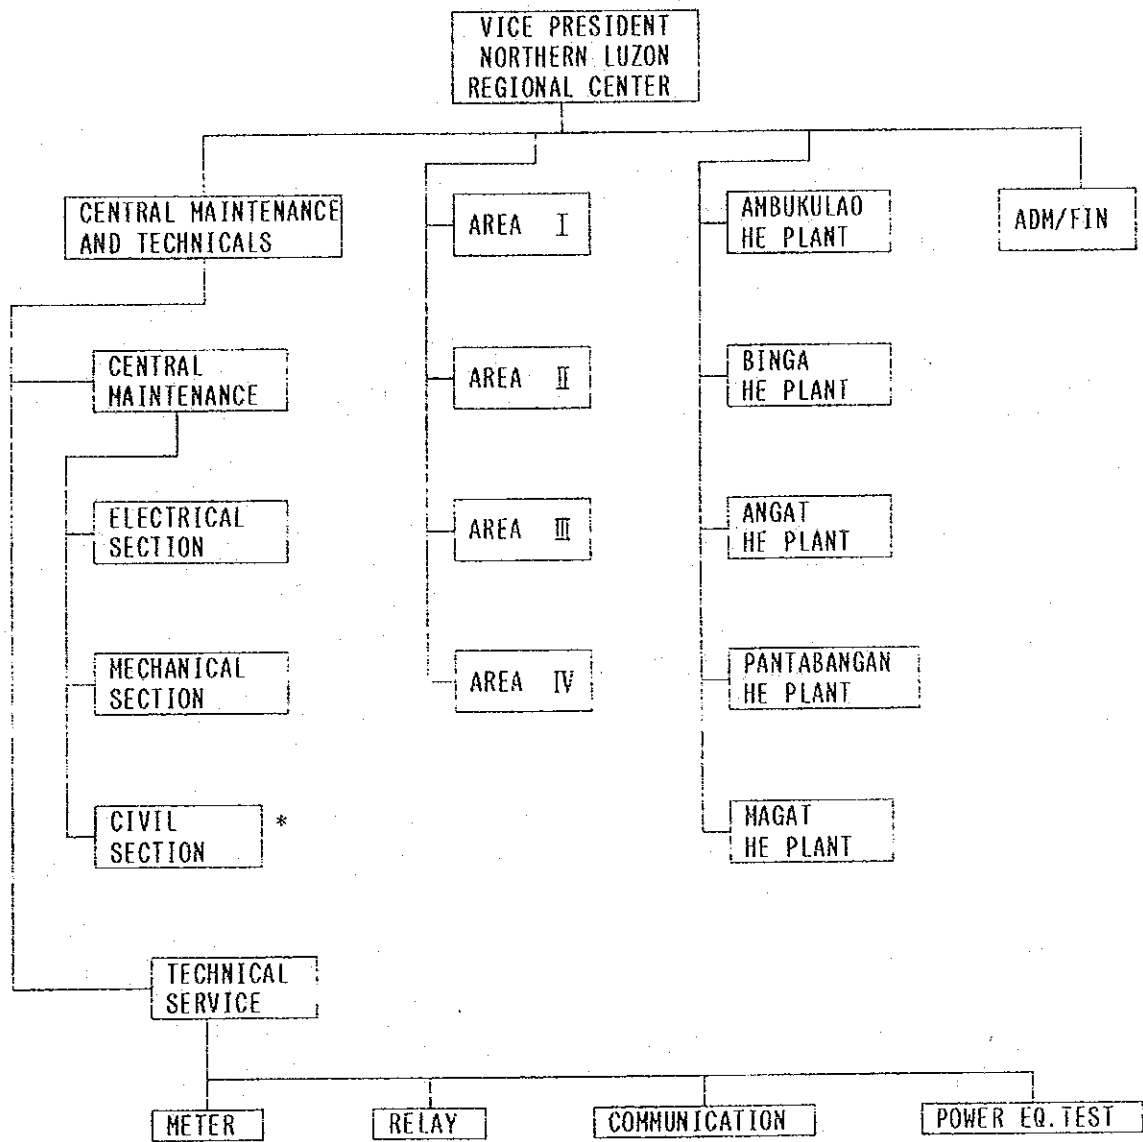 VICE PRESIDENT
NORTHERN LUZON
REGIONAL CENTER
CENTRAL MAINTENANCE
AND TECHNICALS
CENTRAL
MAINTENANCE
ELECTRICAL
SECTION
MECHANICAL
SECTION
CIVIL
SECTION
*
TECHNICAL
SERVICE
METER
RELAY
COMMUNICATION
POWER EQ.TEST
AREA I
AREA II
AREA III
AREA IV
AMBUKULAO
HE PLANT
BINGA
HE PLANT
ANGAT
HE PLANT
PANTABANGAN
HE PLANT
MAGAT
HE PLANT
ADM/FIN